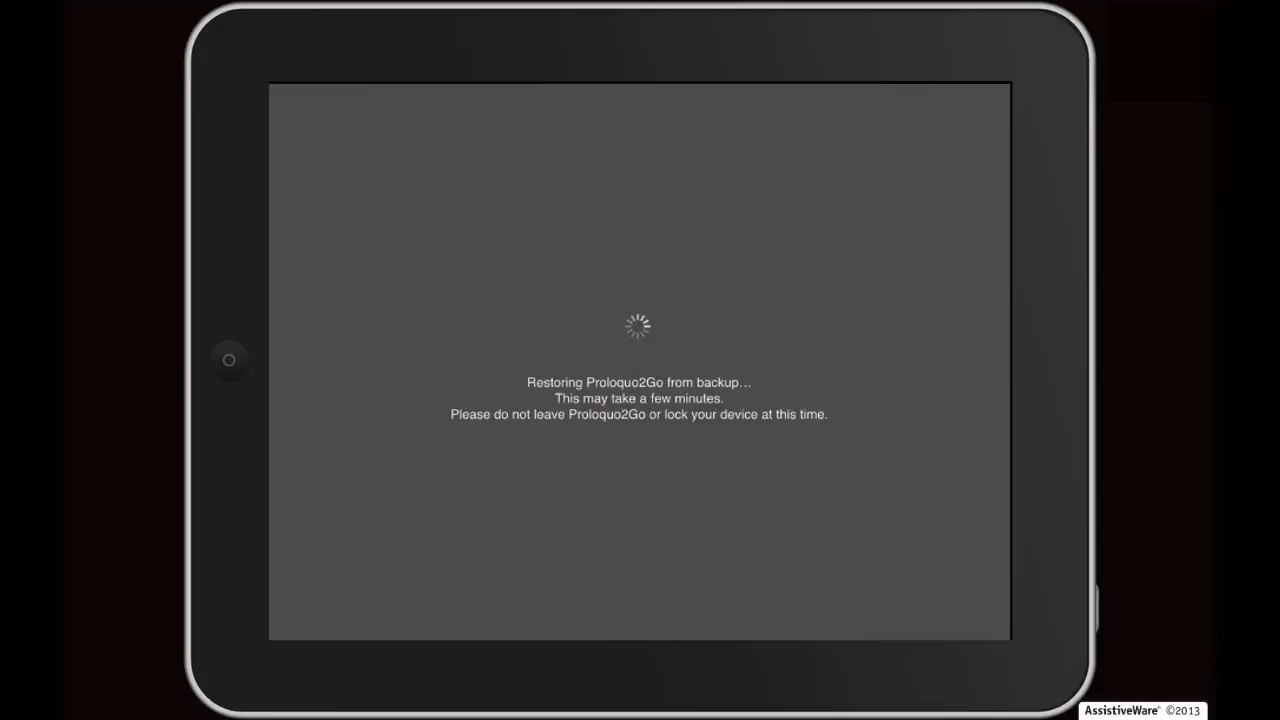 Restoring Proloquo2Go from backup...
This may take a few minutes.
Please do not leave Proloquo2Go or lock your device at this time.
AssistiveWare® ©2013